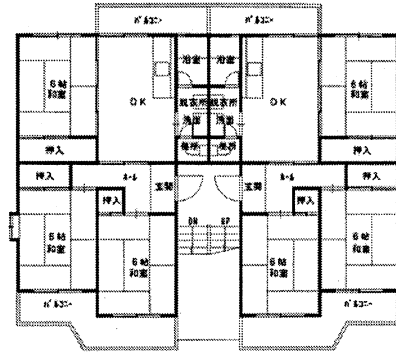 バルコニー バルコニー
浴室 浴室
6帖
和室
DK
DK
6帖
和室
脱衣所 脱衣所
洗面 洗面
押入
便所 便所
押入
押入
ホール
玄関
玄関
ホール
押入
押入
押入
DN UP
6帖
和室
6帖
和室
6帖
和室
6帖
和室
バルコニー
バルコニー